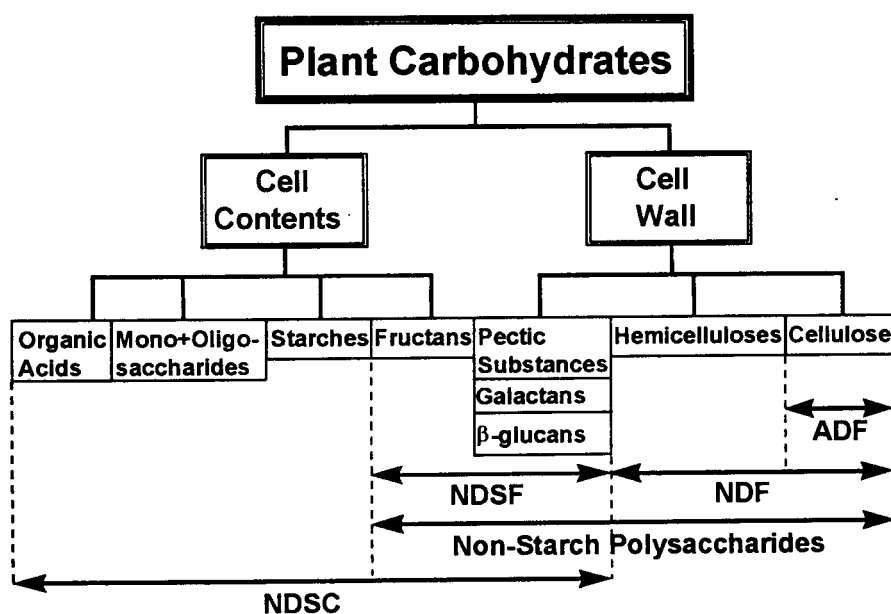 Plant Carbohydrates
Cell
Contents
Cell
Wall
Organic
Acids
Mono+Oligo-
saccharides
Starches
Fructans
Pectic
Substances
Galactans
β-glucans
Hemicelluloses
Cellulose
ADF
NDSF
NDF
Non-Starch Polysaccharides
NDSC